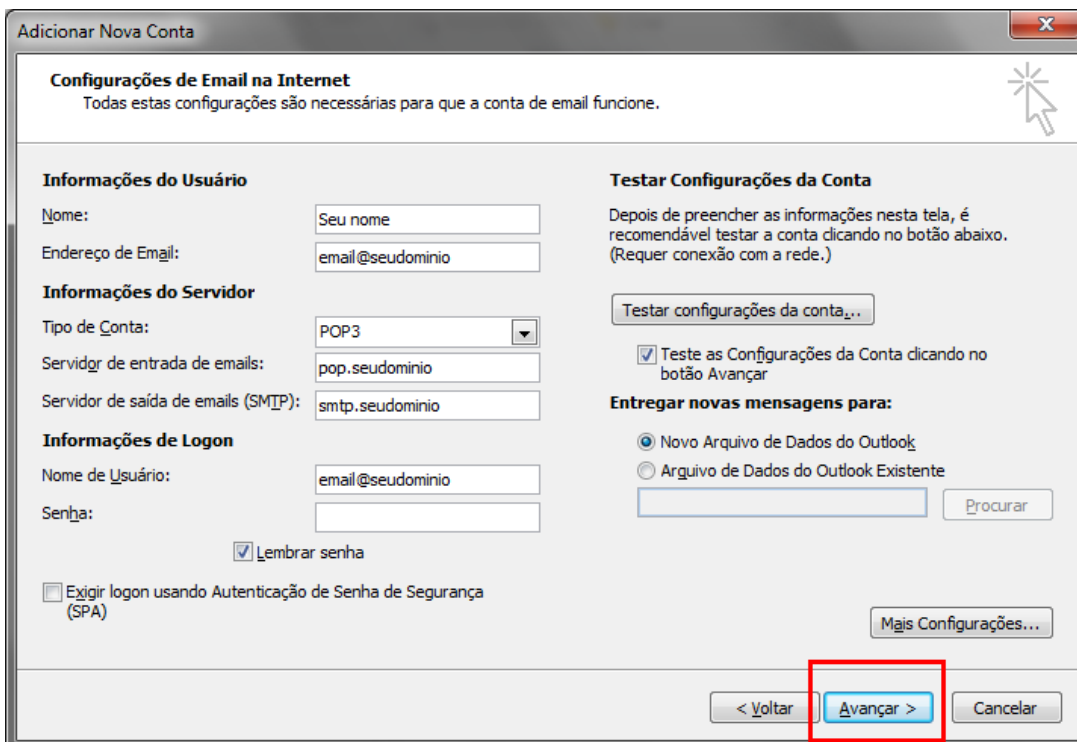 Adicionar Nova Conta
Configurações de Email na Internet
Todas estas configurações são necessárias para que a conta de email funcione.
Informações do Usuário
Nome:
Seu nome
Endereço de Email:
email@seudominio
Informações do Servidor
Tipo de Conta:
POP3
Servidor de entrada de emails:
pop.seudominio
Servidor de saída de emails (SMTP):
smtp.seudominio
Informações de Logon
Nome de Usuário:
email@seudominio
Senha:
Lembrar senha
Exigir logon usando Autenticação de Senha de Segurança
(SPA)
Testar Configurações da Conta
Depois de preencher as informações nesta tela, é
recomendável testar a conta clicando no botão abaixo.
(Requer conexão com a rede.)
Testar configurações da conta...
Teste as Configurações da Conta clicando no
botão Avançar
Entregar novas mensagens para:
Novo Arquivo de Dados do Outlook
Arquivo de Dados do Outlook Existente
Procurar
Mais Configurações...
< Voltar
Avançar >
Cancelar